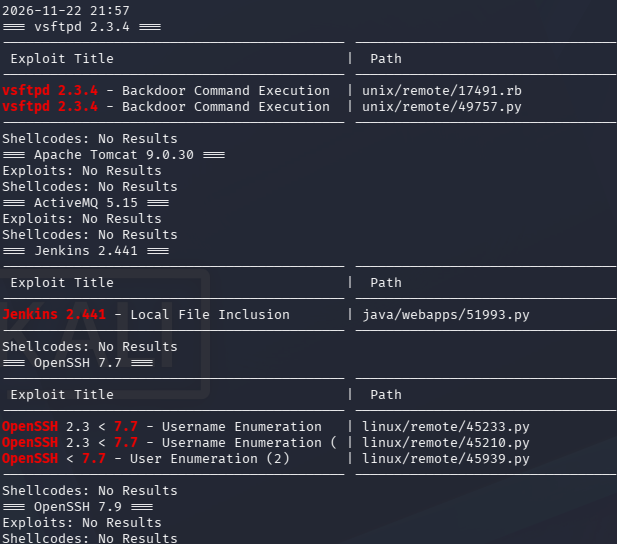 2026-11-22 21:57
=== vsftpd 2.3.4 ===
Exploit Title | Path
vsftpd 2.3.4 - Backdoor Command Execution | unix/remote/17491.rb
vsftpd 2.3.4 - Backdoor Command Execution | unix/remote/49757.py
Shellcodes: No Results
=== Apache Tomcat 9.0.30 ===
Exploits: No Results
Shellcodes: No Results
=== ActiveMQ 5.15 ===
Exploits: No Results
Shellcodes: No Results
=== Jenkins 2.441 ===
Exploit Title | Path
Jenkins 2.441 - Local File Inclusion | java/webapps/51993.py
Shellcodes: No Results
=== OpenSSH 7.7 ===
Exploit Title | Path
OpenSSH 2.3 < 7.7 - Username Enumeration | linux/remote/45233.py
OpenSSH 2.3 < 7.7 - Username Enumeration ( | linux/remote/45210.py
OpenSSH < 7.7 - User Enumeration (2) | linux/remote/45939.py
Shellcodes: No Results
=== OpenSSH 7.9 ===
Exploits: No Results
Shellcodes: No Results
KALI